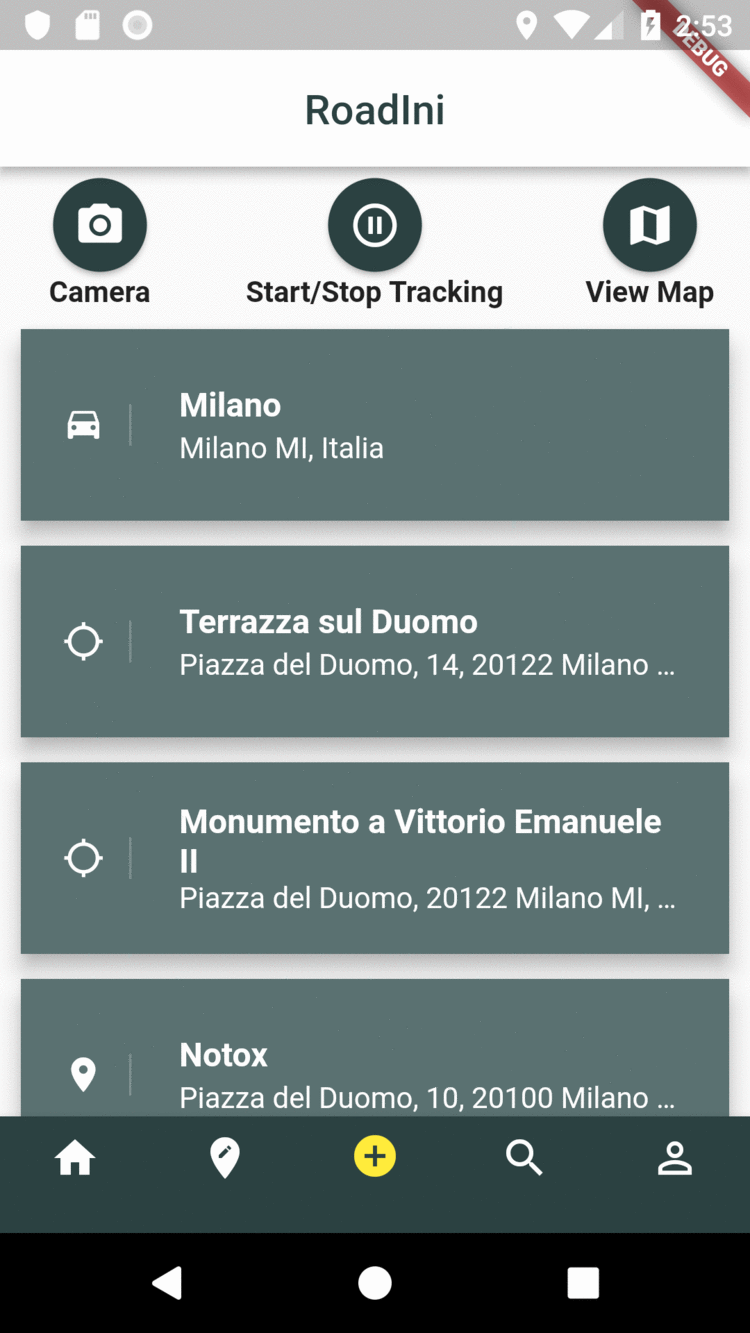 2:53
DEBUG
RoadIni
Camera
Start/Stop Tracking
View Map
Milano
Milano MI, Italia
Terrazza sul Duomo
Piazza del Duomo, 14, 20122 Milano ...
Monumento a Vittorio Emanuele
II
Piazza del Duomo, 20122 Milano MI, ...
Notox
Piazza del Duomo, 10, 20100 Milano ...